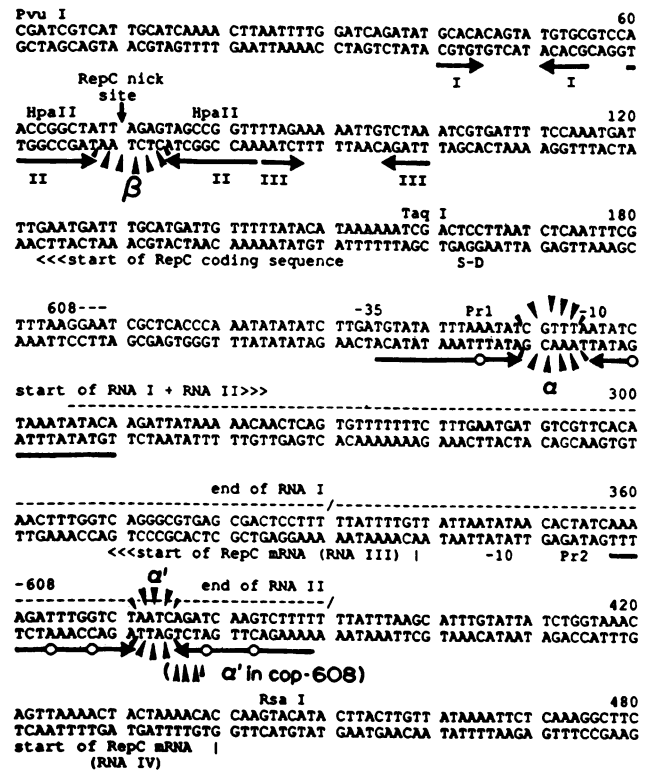 Pvu I 60
CGATCGTCAT TGCATCAAAA CTTAATTTTG GATCAGATAT GCACACAGTA TGTGCGTCCA
GCTAGCAGTA ACGTAGTTTT GAATTAAAAC CTAGTCTATA CGTGTGTCAT ACACGCAGGT
I I
RepC nick
site
HpaII HpaII 120
ACCGGCTATT AGAGTAGCCG GTTTAGAAA AATTGTCTAA ATCGTGATTT TCCAAATGAT
TGGCCGATAA TCTCATCGGC CAAATCTTT TTAACAGATT TAGCACTAAA AGGTTTACTA
II β II III III
Taq I 180
TTGAATGATT TGCATGATTG TTTTTATACA TAAAAAATCG ACTCCTTAAT CTCAATTTCG
AACTTACTAA ACGTACTAAC AAAAATATGT ATTTTTTAGC TGAGGAATTA GAGTTAAAGC
<<<start of RepC coding sequence S-D
608--- -35 Pr1 -10
TTTAAGGAAT CGCTCACCCA AATATATATC TTGATGTATA TTTAAATATC GTTTAATATC
AAATTCCTTA GCGAGTGGGT TTATATATAG AACTACATAT AAATTTATAG CAAATTATAG
α
start of RNA I + RNA II>>> 300
TAAATATACA AGATTATAAA AACAACTCAG TGTTTTTTTC TTTGAATGAT GTCGTTCACA
ATTTATATGT TCTAATATTT TTGTTGAGTC ACAAAAAAAG AAACTTACTA CAGCAAGTGT
end of RNA I 360
AACTTTGGTC AGGGCGTGAG CGACTCCTTT TTATTTTGTT ATTAATATAA CACTATCAAA
TTGAAACCAG TCCCGCACTC GCTGAGGAAA AATAAAACAA TAATTATATT GAGATAGTTT
<<<start of RepC mRNA (RNA III) | -10 Pr2
-608 α' end of RNA II 420
AGATTTGGTC TAATCAGATC AAGTCTTTTT TTATTTAAGC ATTTGTATTA TCTGGTAAAC
TCTAAACCAG ATTAGTCTAG TTCAGAAAAA AATAAATTCG TAAACATAAT AGACCATTTG
( α' in cop-608)
Rsa I 480
AGTTAAAACT ACTAAAACAC CAAGTACATA CTTACTTGTT ATAAAATTCT CAAAGGCTTC
TCAATTTTGA TGATTTTGTG GTTCATGTAT GAATGAACAA TATTTTAAGA GTTTCCGAAG
start of RepC mRNA |
(RNA IV)